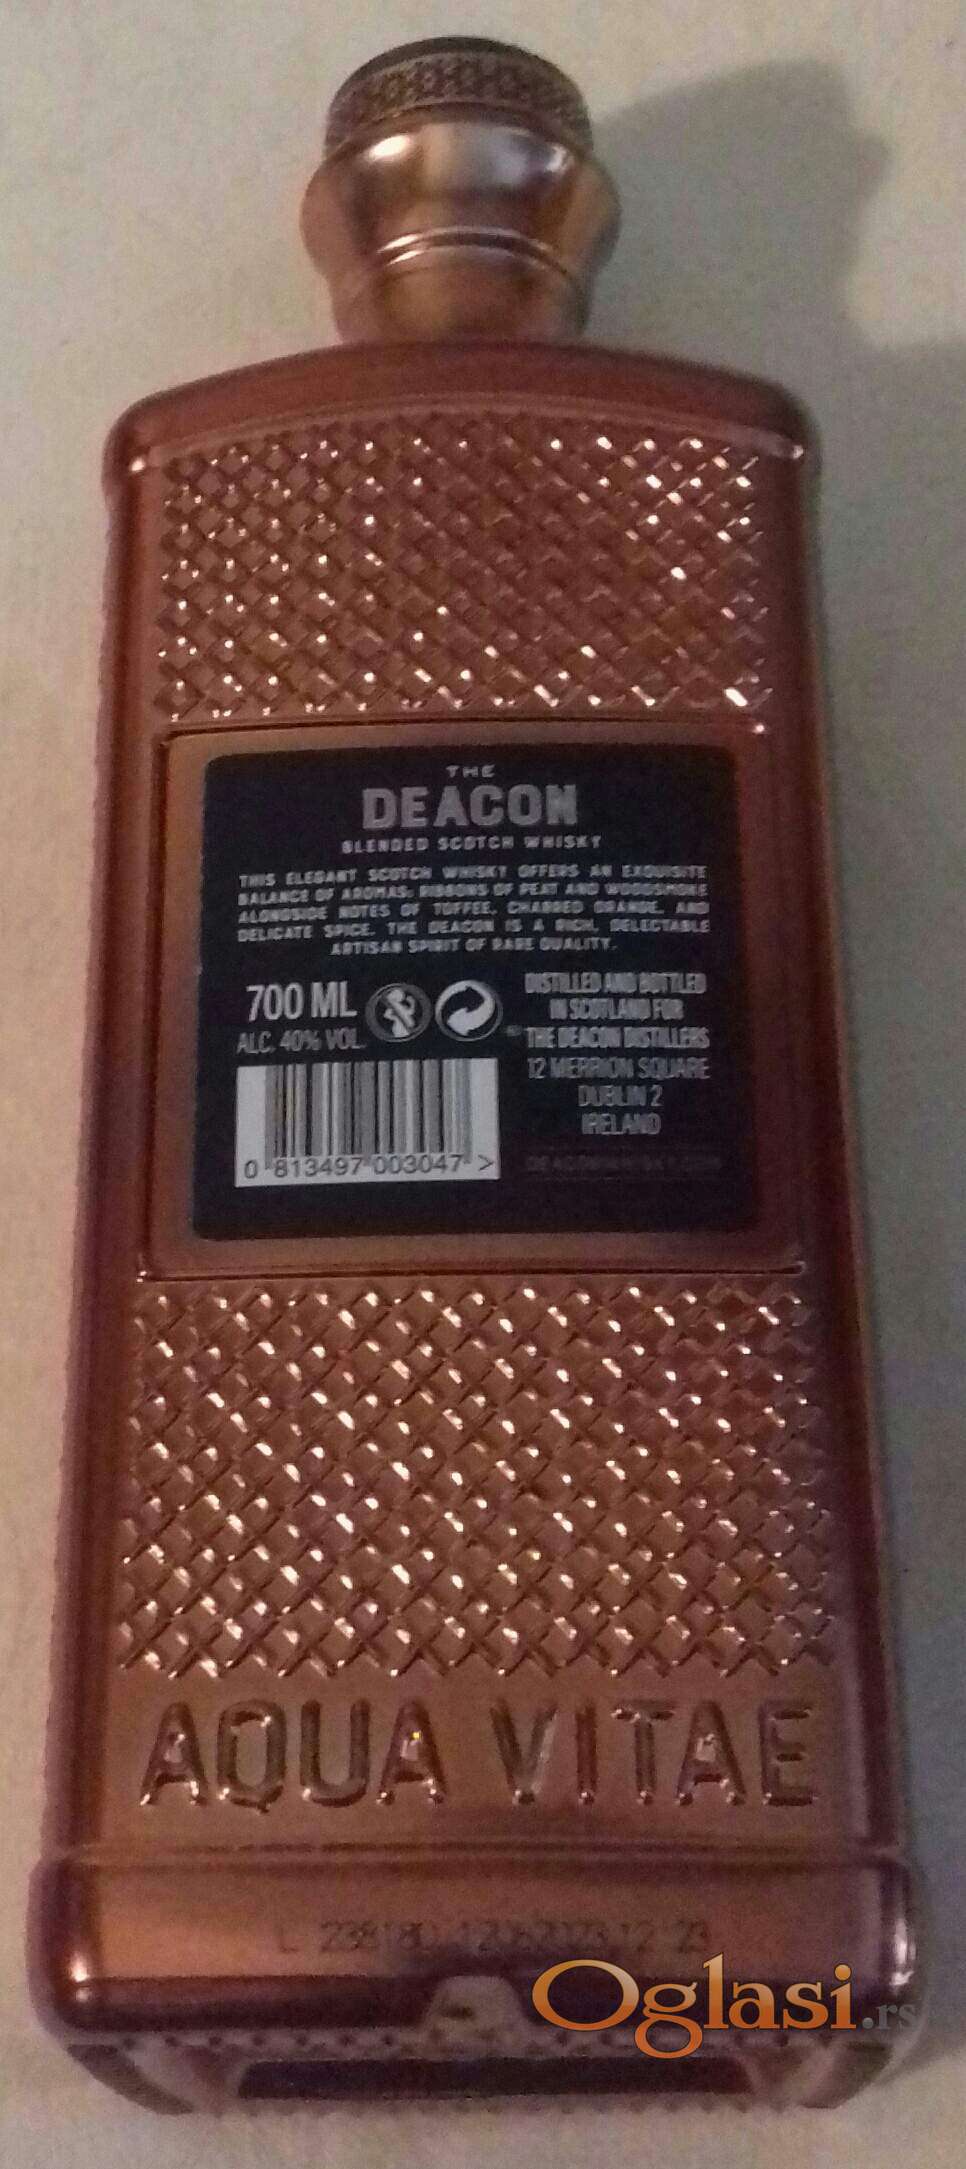 THE
DEACON
BLENDED SCOTCH WHISKY
THIS ELEGANT SCOTCH WHISKY OFFERS AN EXQUISITE
BALANCE OF AROMAS; RIBBONS OF PEAT AND WOODSMOKE
ALONGSIDE NOTES OF TOFFEE, CHARRED ORANGE, AND
DELICATE SPICE. THE DEACON IS A RICH, DELECTABLE
ARTISAN SPIRIT OF RARE QUALITY.
700 ML
ALC. 40% VOL.
DISTILLED AND BOTTLED
IN SCOTLAND FOR
THE DEACON DISTILLERS
12 MERRION SQUARE
DUBLIN 2
IRELAND
0 813497 003047 >
AQUA VITAE
Oglasi.rs